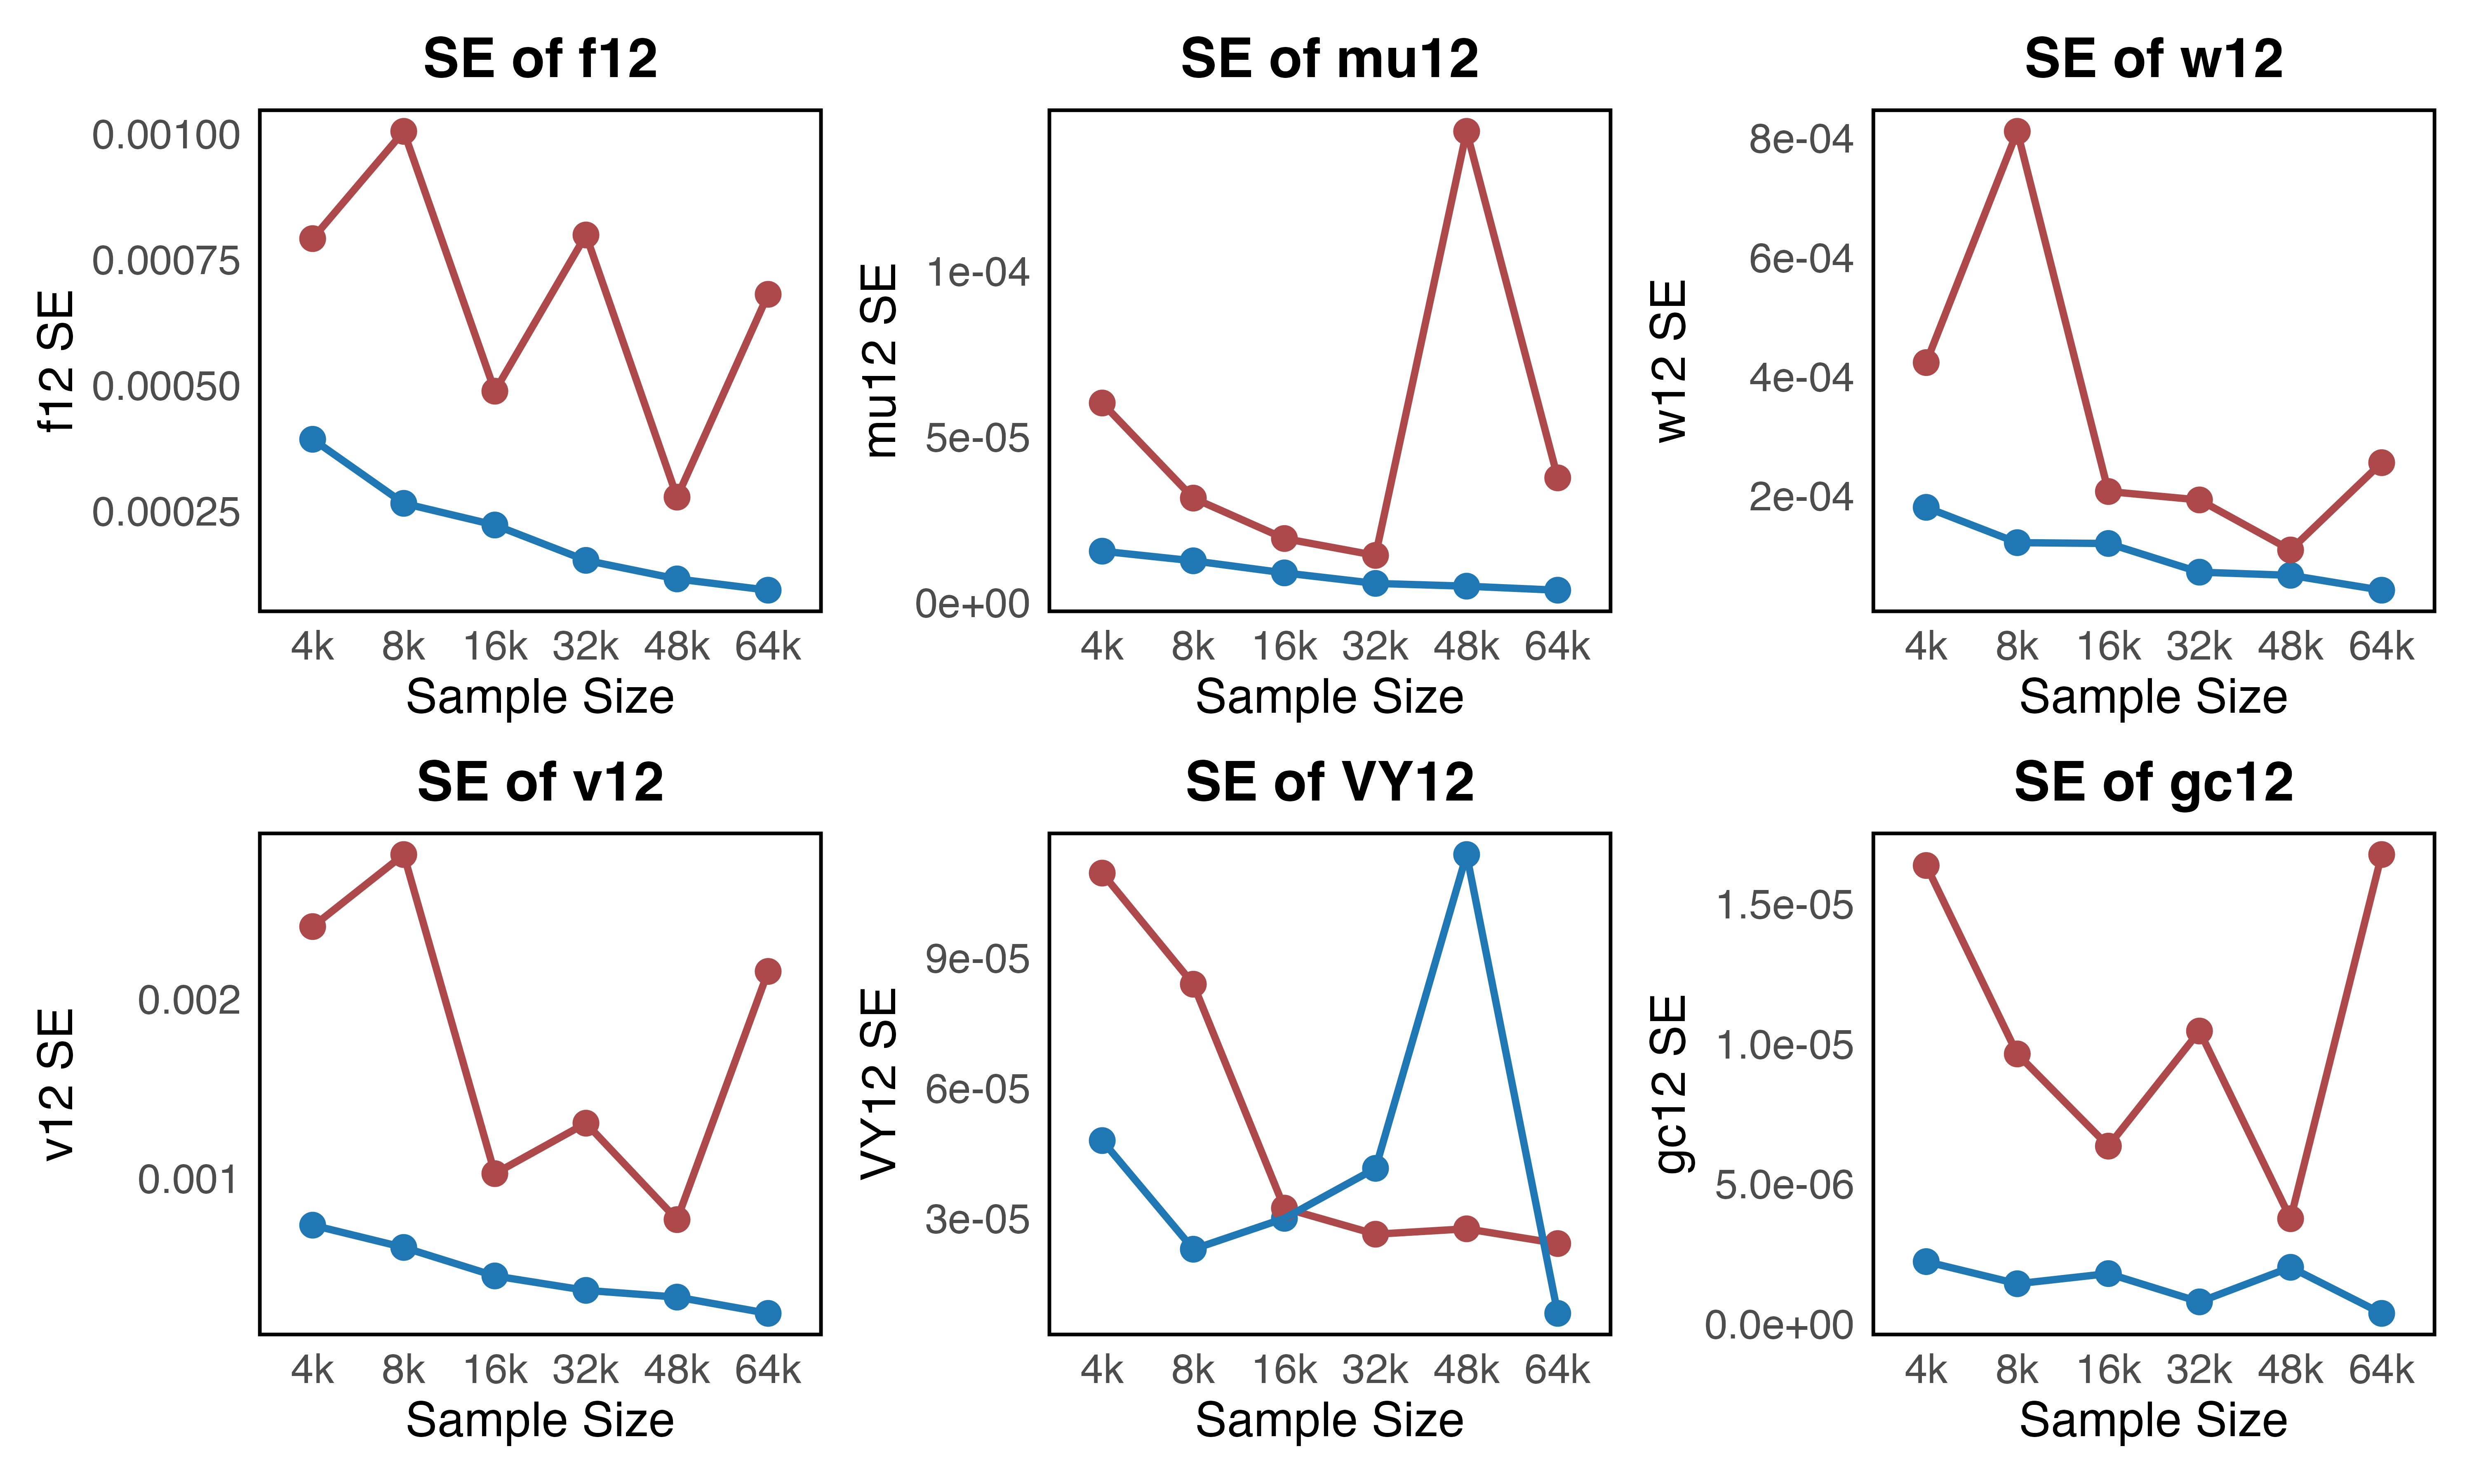 SE of f12
f12 SE
0.00100
0.00075
0.00050
0.00025
4k 8k 16k 32k 48k 64k
Sample Size
SE of mu12
mu12 SE
1e-04
5e-05
0e+00
4k 8k 16k 32k 48k 64k
Sample Size
SE of w12
w12 SE
8e-04
6e-04
4e-04
2e-04
4k 8k 16k 32k 48k 64k
Sample Size
SE of v12
v12 SE
0.002
0.001
4k 8k 16k 32k 48k 64k
Sample Size
SE of VY12
VY12 SE
9e-05
6e-05
3e-05
4k 8k 16k 32k 48k 64k
Sample Size
SE of gc12
gc12 SE
1.5e-05
1.0e-05
5.0e-06
0.0e+00
4k 8k 16k 32k 48k 64k
Sample Size